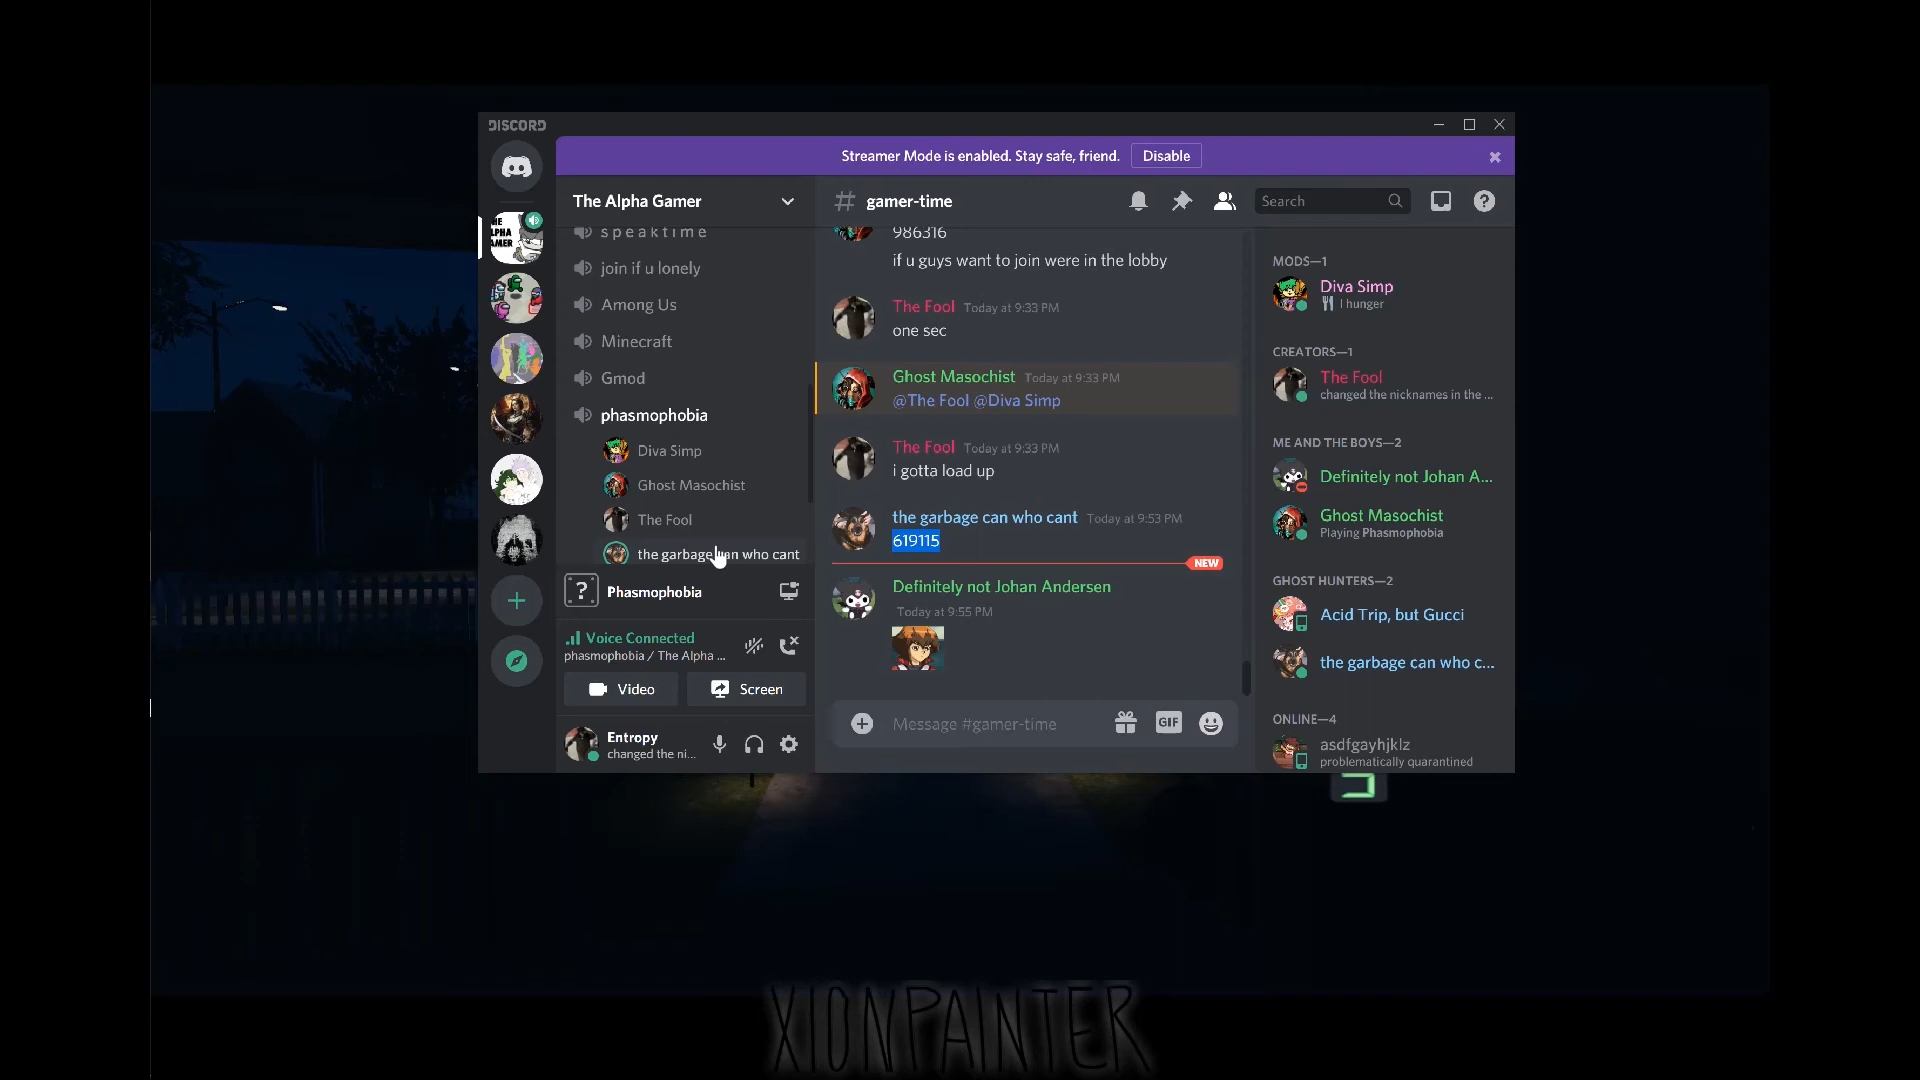 DISCORD
Streamer Mode is enabled. Stay safe, friend. Disable
THE ALPHA GAMER
The Alpha Gamer
s p e a k t i m e
join if u lonely
Among Us
Minecraft
Gmod
phasmophobia
Diva Simp
Ghost Masochist
The Fool
the garbage can who cant
? Phasmophobia
Voice Connected
phasmophobia / The Alpha ...
Video Screen
Entropy
changed the ni...
# gamer-time
Search
986316
if u guys want to join were in the lobby
The Fool Today at 9:33 PM
one sec
Ghost Masochist Today at 9:33 PM
@The Fool @Diva Simp
The Fool Today at 9:33 PM
i gotta load up
the garbage can who cant Today at 9:53 PM
619115
NEW
Definitely not Johan Andersen
Today at 9:55 PM
Message #gamer-time
GIF
MODS—1
Diva Simp
I hunger
CREATORS—1
The Fool
changed the nicknames in the ...
ME AND THE BOYS—2
Definitely not Johan A...
Ghost Masochist
Playing Phasmophobia
GHOST HUNTERS—2
Acid Trip, but Gucci
the garbage can who c...
ONLINE—4
asdfgayhjklz
problematically quarantined
XIONPAINTER